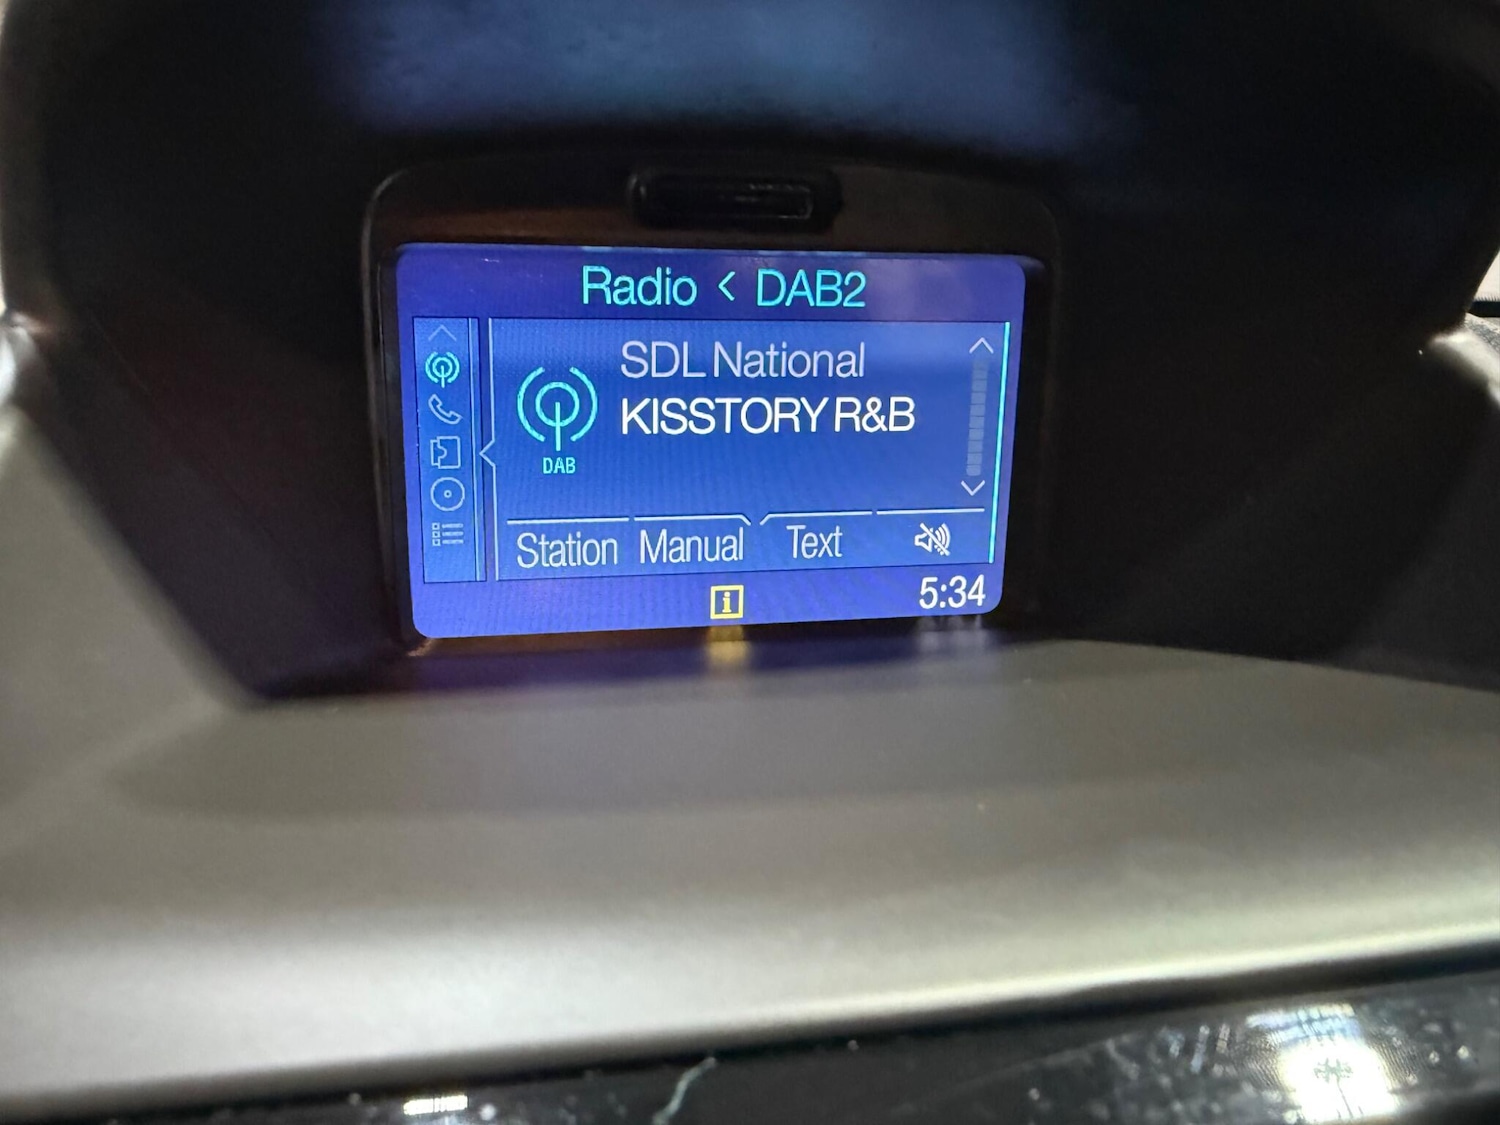 Radio < DAB2
SDL National
KISSTORY R&B
DAB
Station Manual Text
i 5:34